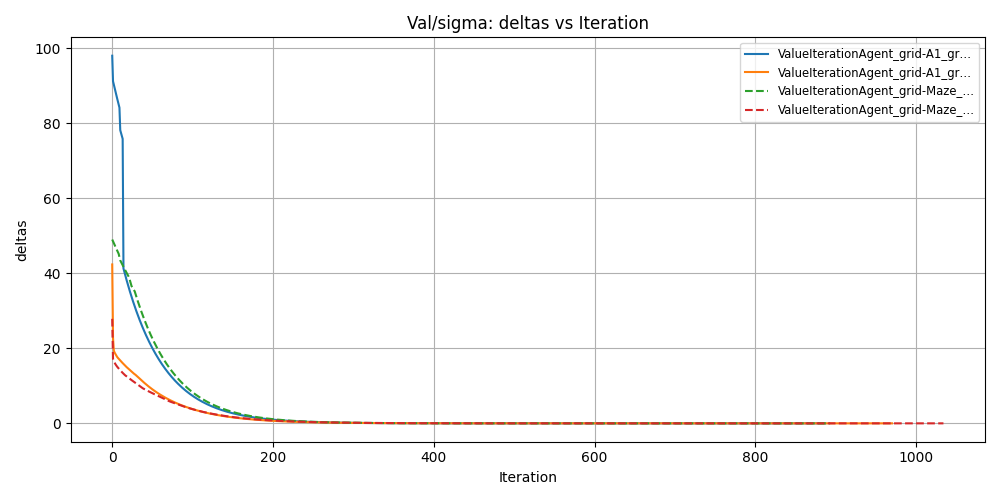 Val/sigma: deltas vs Iteration
100
80
60
40
20
0
deltas
ValueIterationAgent_grid-A1_gr...
ValueIterationAgent_grid-A1_gr...
ValueIterationAgent_grid-Maze_...
ValueIterationAgent_grid-Maze_...
0
200
400
600
800
1000
Iteration